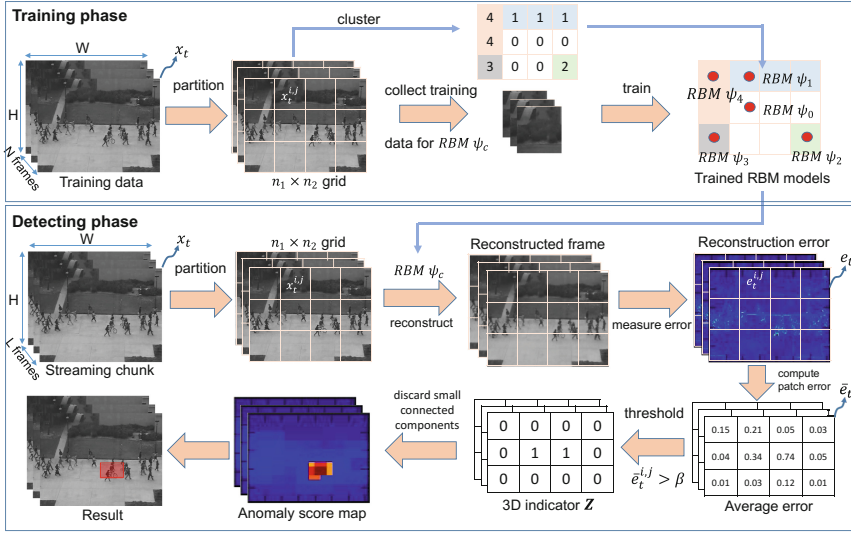 Training phase
W
x_t
H
N frames
Training data
partition
x_t^{i,j}
n_1 × n_2 grid
cluster
collect training
data for RBM ψ_c
4 1 1 1
4 0 0 0
3 0 0 2
train
RBM ψ_1
RBM ψ_4
RBM ψ_0
RBM ψ_3
RBM ψ_2
Trained RBM models
Detecting phase
W
x_t
H
L frames
Streaming chunk
partition
n_1 × n_2 grid
x_t^{i,j}
RBM ψ_c
reconstruct
Reconstructed frame
measure error
Reconstruction error
e_t
e_t^{i,j}
compute
patch error
ē_t
0.15 0.21 0.05 0.03
0.04 0.34 0.74 0.05
0.01 0.03 0.12 0.01
Average error
threshold
ē_t^{i,j} > β
0 0 0 0
0 1 1 0
0 0 0 0
3D indicator Z
discard small
connected
components
Anomaly score map
Result